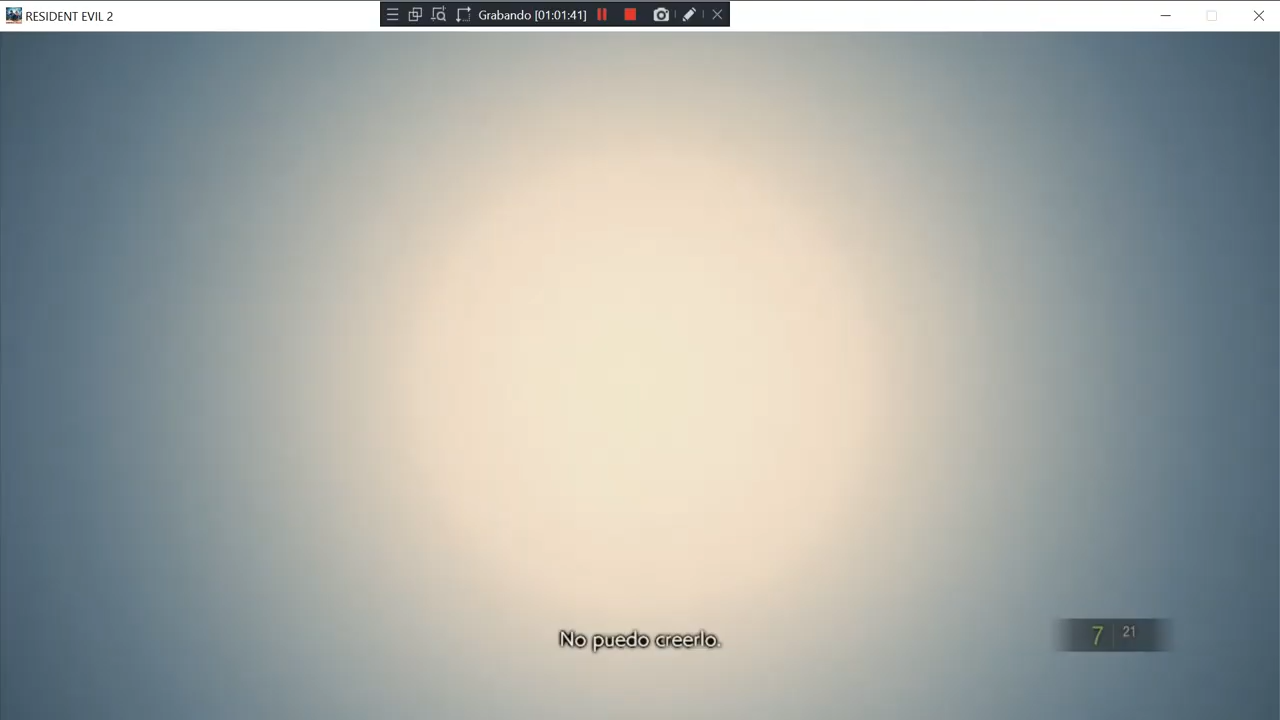 RESIDENT EVIL 2
Grabando [01:01:41]
No puedo creerlo.
7 21